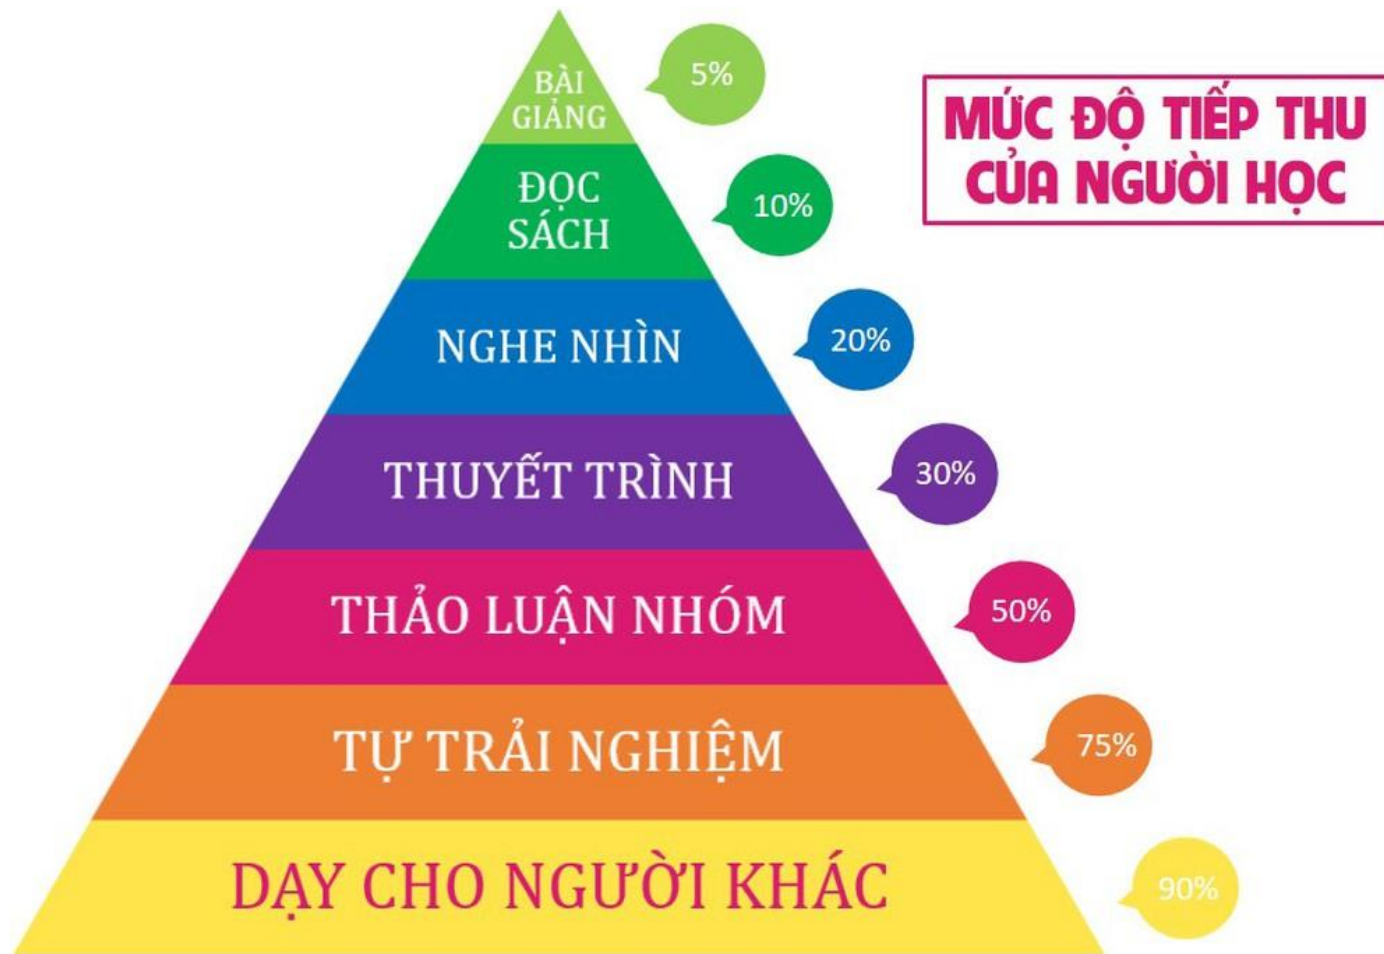 BÀI
GIẢNG
5%
MỨC ĐỘ TIẾP THU
CỦA NGƯỜI HỌC
ĐỌC
SÁCH
10%
NGHE NHÌN
20%
THUYẾT TRÌNH
30%
THẢO LUẬN NHÓM
50%
TỰ TRẢI NGHIỆM
75%
DẠY CHO NGƯỜI KHÁC
90%